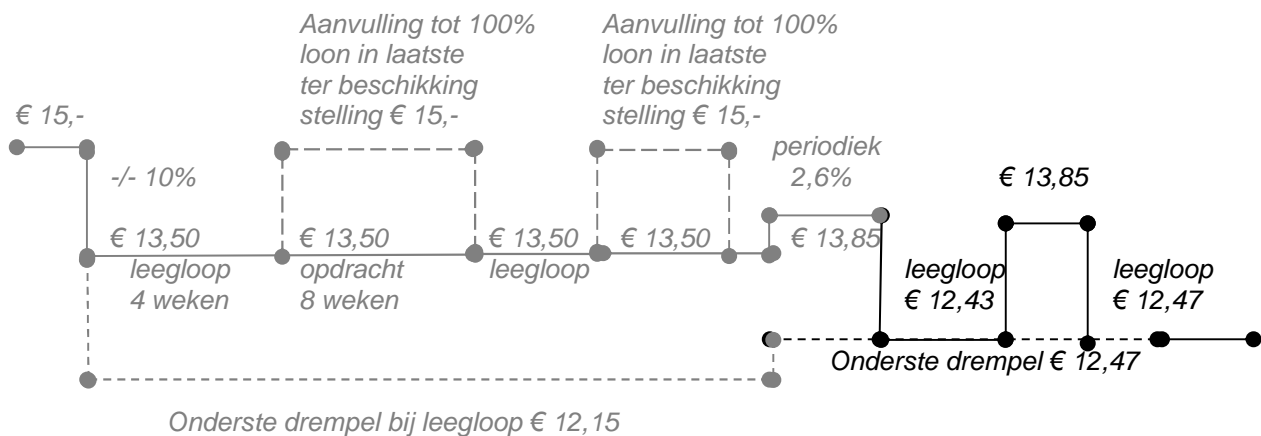 Aanvulling tot 100%
loon in laatste
ter beschikking
stelling € 15,-
Aanvulling tot 100%
loon in laatste
ter beschikking
stelling € 15,-
€ 15,-
-/- 10%
periodiek
2,6%
€ 13,85
€ 13,50
leegloop
4 weken
€ 13,50
opdracht
8 weken
€ 13,50
leegloop
€ 13,50
€ 13,85
leegloop
€ 12,43
leegloop
€ 12,47
Onderste drempel € 12,47
Onderste drempel bij leegloop € 12,15